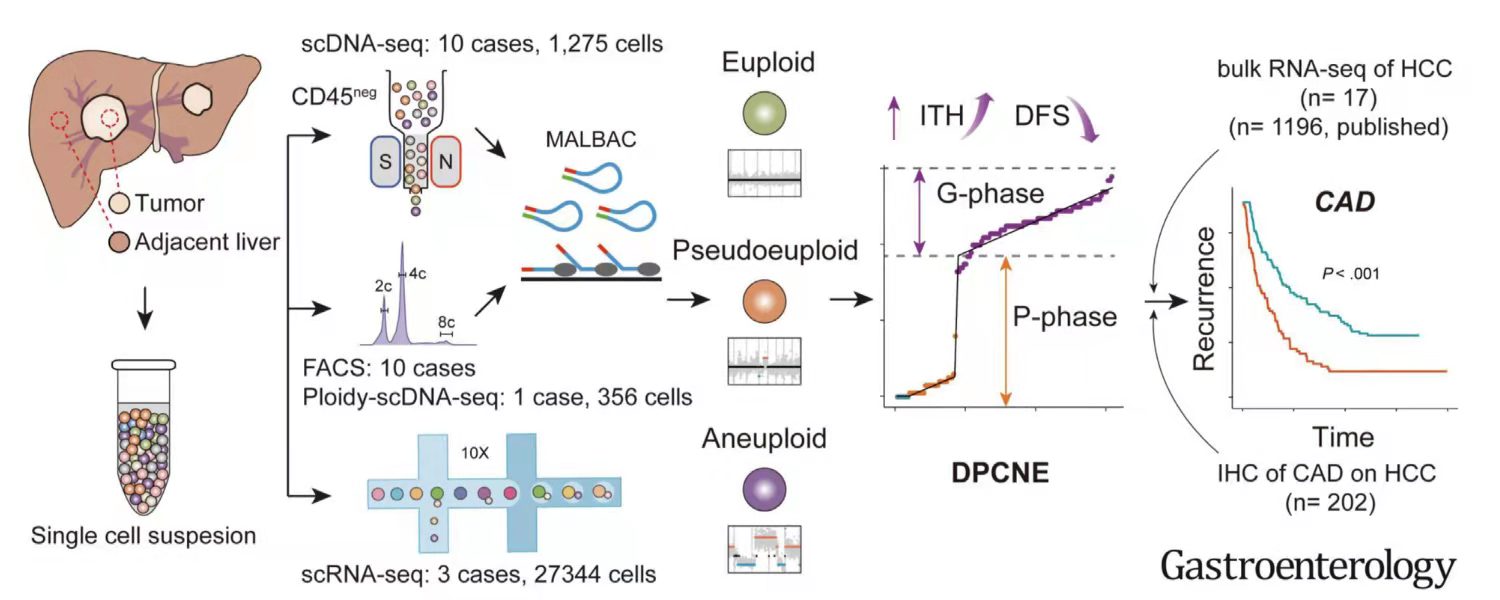 scDNA-seq: 10 cases, 1,275 cells
CD45neg
S
N
Tumor
Adjacent liver
Single cell suspesion
2c
4c
8c
FACS: 10 cases
Ploidy-scDNA-seq: 1 case, 356 cells
10X
scRNA-seq: 3 cases, 27344 cells
MALBAC
Euploid
Pseudoeuploid
Aneuploid
ITH
DFS
G-phase
P-phase
DPCNE
bulk RNA-seq of HCC
(n= 17)
(n= 1196, published)
CAD
P< .001
Recurrence
Time
IHC of CAD on HCC
(n= 202)
Gastroenterology